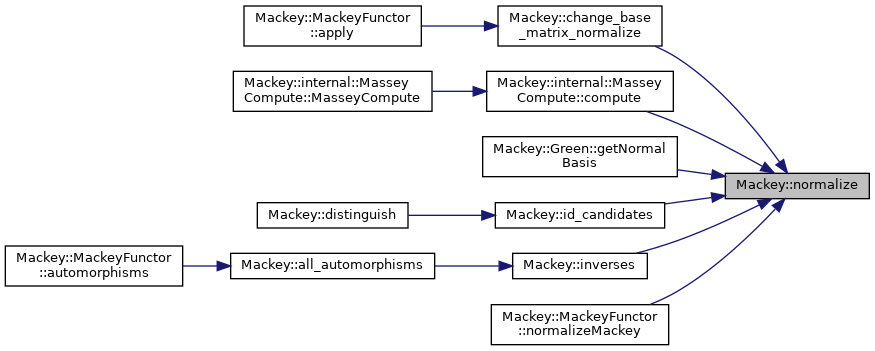 Mackey::MackeyFunctor
::apply
Mackey::change_base
_matrix_normalize
Mackey::internal::Massey
Compute::MasseyCompute
Mackey::internal::Massey
Compute::compute
Mackey::Green::getNormal
Basis
Mackey::normalize
Mackey::distinguish
Mackey::id_candidates
Mackey::MackeyFunctor
::automorphisms
Mackey::all_automorphisms
Mackey::inverses
Mackey::MackeyFunctor
::normalizeMackey